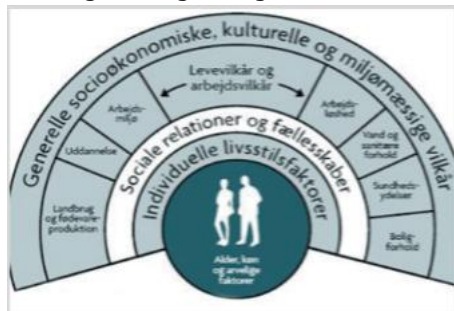 Generelle socioøkonomiske, kulturelle og miljømæssige vilkår
Levevilkår og
arbejdsvilkår
Arbejds-
miljø
Uddannelse
Landbrug
og fødevare-
produktion
Arbejds-
løshed
Vand og
sanitære
forhold
Sundheds-
ydelser
Bolig-
forhold
Sociale relationer og fællesskaber
Individuelle livsstilsfaktorer
Alder, køn
og arvelige
faktorer